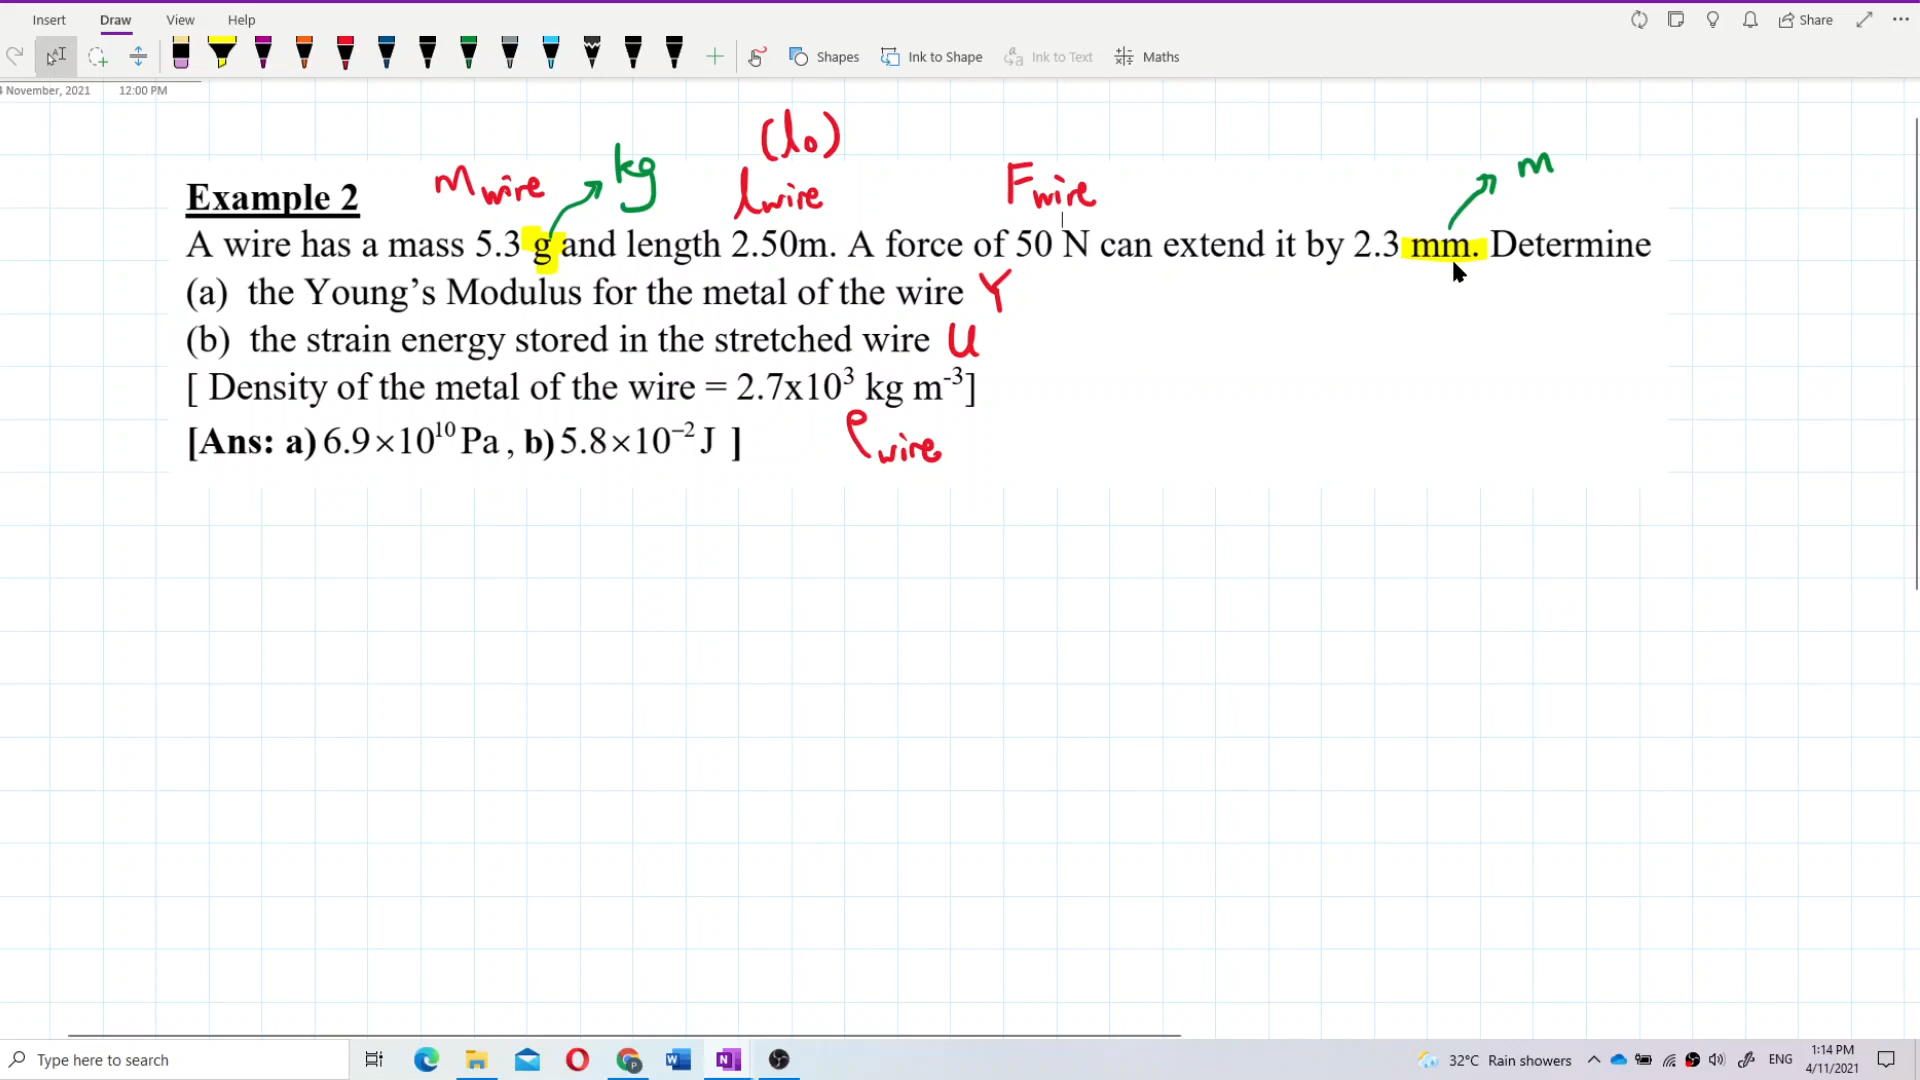 Insert Draw View Help
Share
Shapes Ink to Shape Ink to Text Maths
4 November, 2021 12:00 PM
(l₀)
m wire kg l wire F wire m
Example 2
A wire has a mass 5.3 g and length 2.50m. A force of 50 N can extend it by 2.3 mm. Determine
(a) the Young's Modulus for the metal of the wire Y
(b) the strain energy stored in the stretched wire U
[ Density of the metal of the wire = 2.7x10³ kg m⁻³]
[Ans: a) 6.9×10¹⁰ Pa , b) 5.8×10⁻² J ]
ρ wire
Type here to search
32°C Rain showers
ENG
1:14 PM
4/11/2021